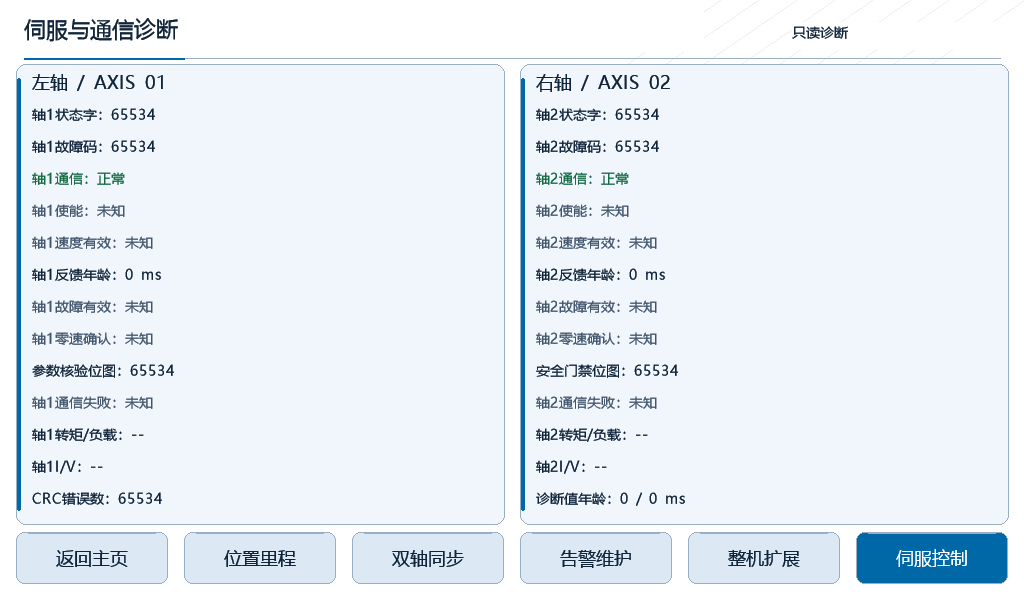 伺服与通信诊断
只读诊断
左轴 / AXIS 01
轴1状态字: 65534
轴1故障码: 65534
轴1通信: 正常
轴1使能: 未知
轴1速度有效: 未知
轴1反馈年龄: 0 ms
轴1故障有效: 未知
轴1零速确认: 未知
参数核验位图: 65534
轴1通信失败: 未知
轴1转矩/负载: --
轴1I/V: --
CRC错误数: 65534
右轴 / AXIS 02
轴2状态字: 65534
轴2故障码: 65534
轴2通信: 正常
轴2使能: 未知
轴2速度有效: 未知
轴2反馈年龄: 0 ms
轴2故障有效: 未知
轴2零速确认: 未知
安全门禁位图: 65534
轴2通信失败: 未知
轴2转矩/负载: --
轴2I/V: --
诊断值年龄: 0 / 0 ms
返回主页
位置里程
双轴同步
告警维护
整机扩展
伺服控制